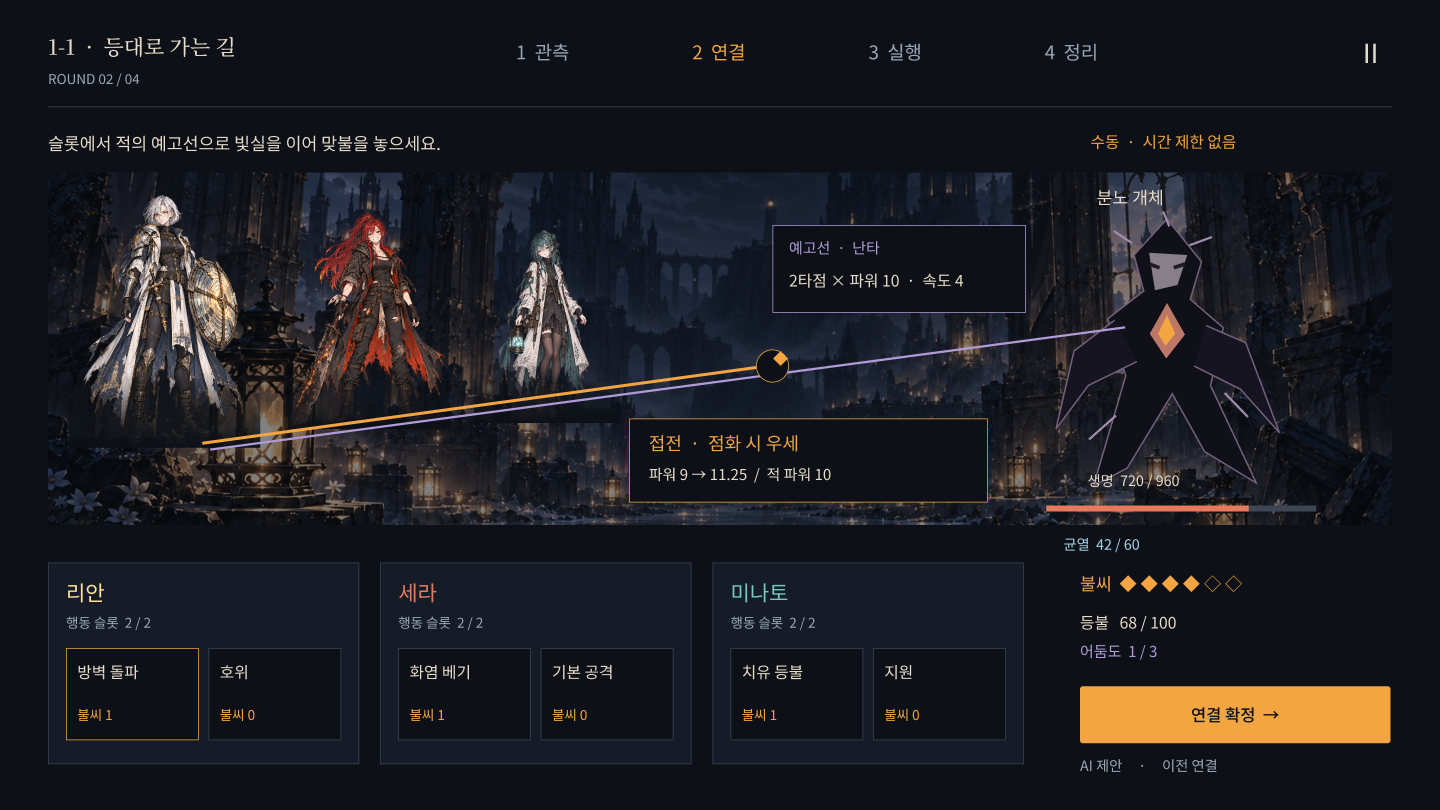 1-1 · 등대로 가는 길
ROUND 02 / 04
1 관측
2 연결
3 실행
4 정리
슬롯에서 적의 예고선으로 빛실을 이어 맞불을 놓으세요.
수동 · 시간 제한 없음
분노 개체
예고선 · 난타
2타점 × 파워 10 · 속도 4
접전 · 점화 시 우세
파워 9 → 11.25 / 적 파워 10
생명 720 / 960
균열 42 / 60
리안
행동 슬롯 2 / 2
방벽 돌파
불씨 1
호위
불씨 0
세라
행동 슬롯 2 / 2
화염 베기
불씨 1
기본 공격
불씨 0
미나토
행동 슬롯 2 / 2
치유 등불
불씨 1
지원
불씨 0
불씨 ◆◆◆◆◇◇
등불 68 / 100
어둠도 1 / 3
연결 확정 →
AI 제안 · 이전 연결